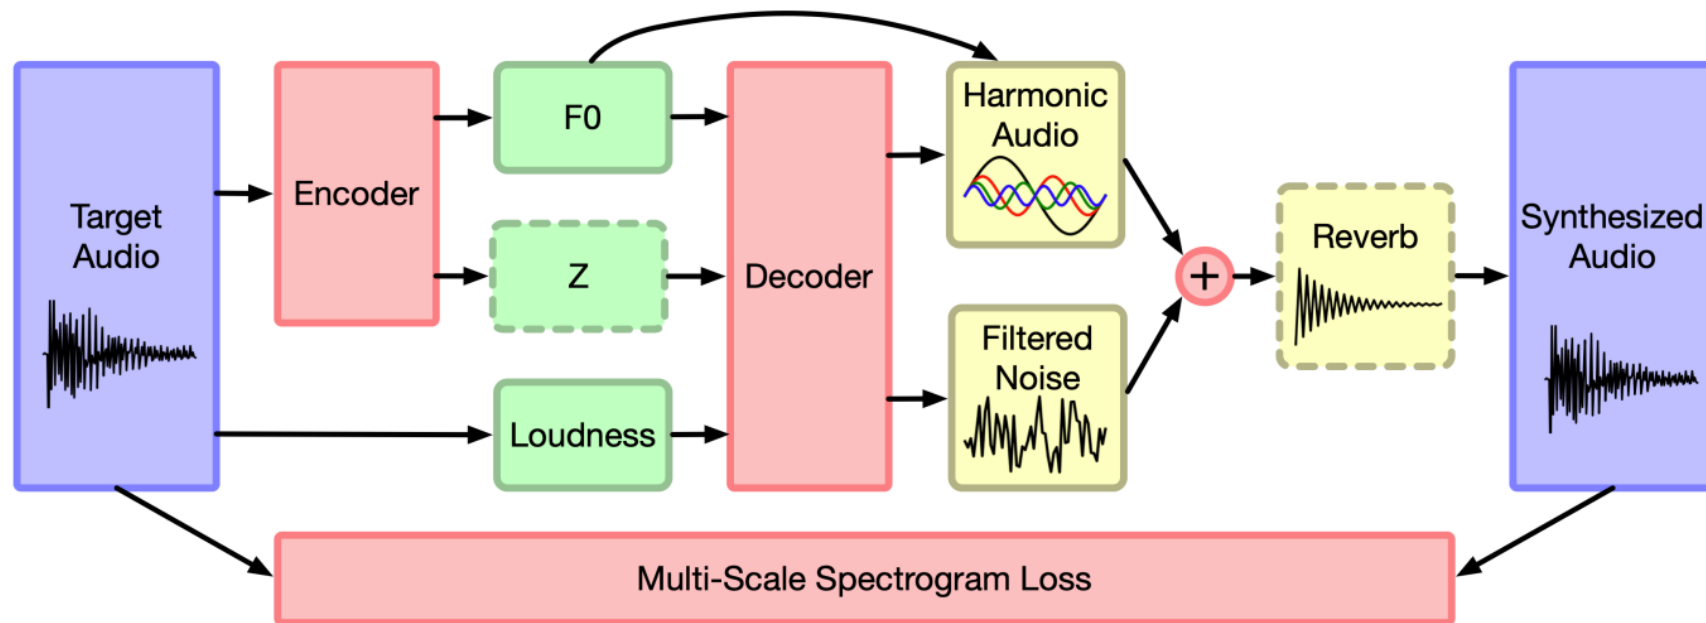 Target
Audio
Encoder
F0
Z
Loudness
Decoder
Harmonic
Audio
Filtered
Noise
+
Reverb
Synthesized
Audio
Multi-Scale Spectrogram Loss